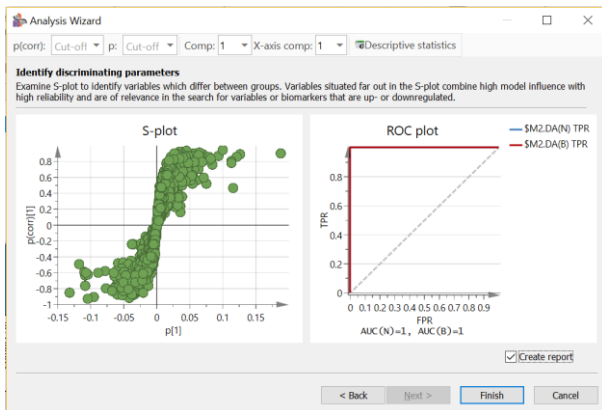 Analysis Wizard
p(corr): Cut-off p: Cut-off Comp: 1 X-axis comp: 1 Descriptive statistics
Identify discriminating parameters
Examine S-plot to identify variables which differ between groups. Variables situated far out in the S-plot combine high model influence with
high reliability and are of relevance in the search for variables or biomarkers that are up- or downregulated.
S-plot
p(corr)[1]
0.8
0.6
0.4
0.2
0
-0.2
-0.4
-0.6
-0.8
-1
-0.15 -0.1 -0.05 0 0.05 0.1 0.15
p[1]
ROC plot
$M2.DA(N) TPR
$M2.DA(B) TPR
TPR
0.8
0.6
0.4
0.2
0
0 0.1 0.2 0.3 0.4 0.5 0.6 0.7 0.8 0.9
FPR
AUC(N)=1, AUC(B)=1
Create report
< Back Next > Finish Cancel